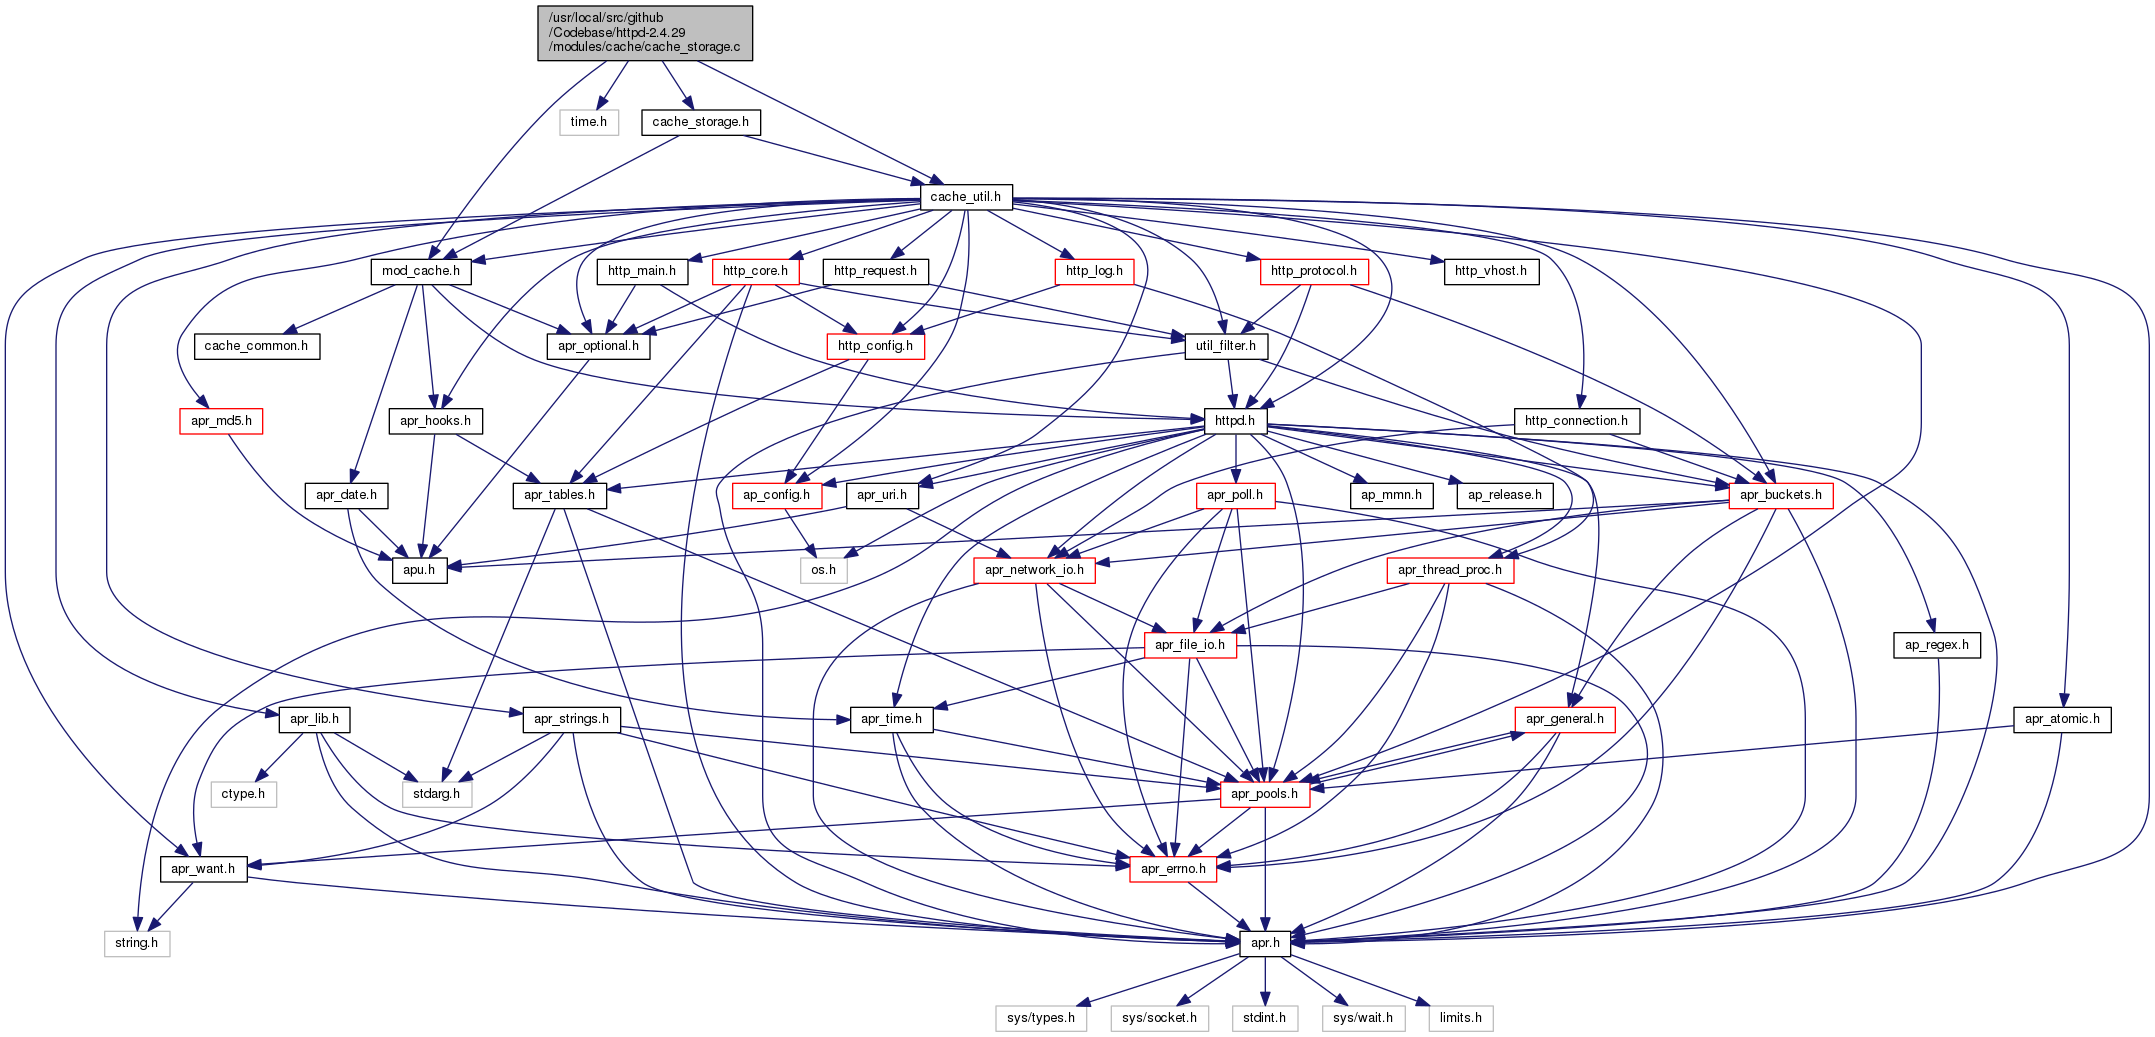 /usr/local/src/github
/Codebase/httpd-2.4.29
/modules/cache/cache_storage.c
time.h
cache_storage.h
cache_util.h
mod_cache.h
http_main.h
http_core.h
http_request.h
http_log.h
http_protocol.h
http_vhost.h
cache_common.h
apr_optional.h
http_config.h
util_filter.h
apr_md5.h
apr_hooks.h
httpd.h
http_connection.h
apr_date.h
apr_tables.h
ap_config.h
apr_uri.h
apr_poll.h
ap_mmn.h
ap_release.h
apr_buckets.h
apu.h
os.h
apr_network_io.h
apr_thread_proc.h
apr_file_io.h
ap_regex.h
apr_lib.h
apr_strings.h
apr_time.h
apr_general.h
apr_atomic.h
ctype.h
stdarg.h
apr_pools.h
apr_want.h
apr_errno.h
string.h
apr.h
sys/types.h
sys/socket.h
stdint.h
sys/wait.h
limits.h